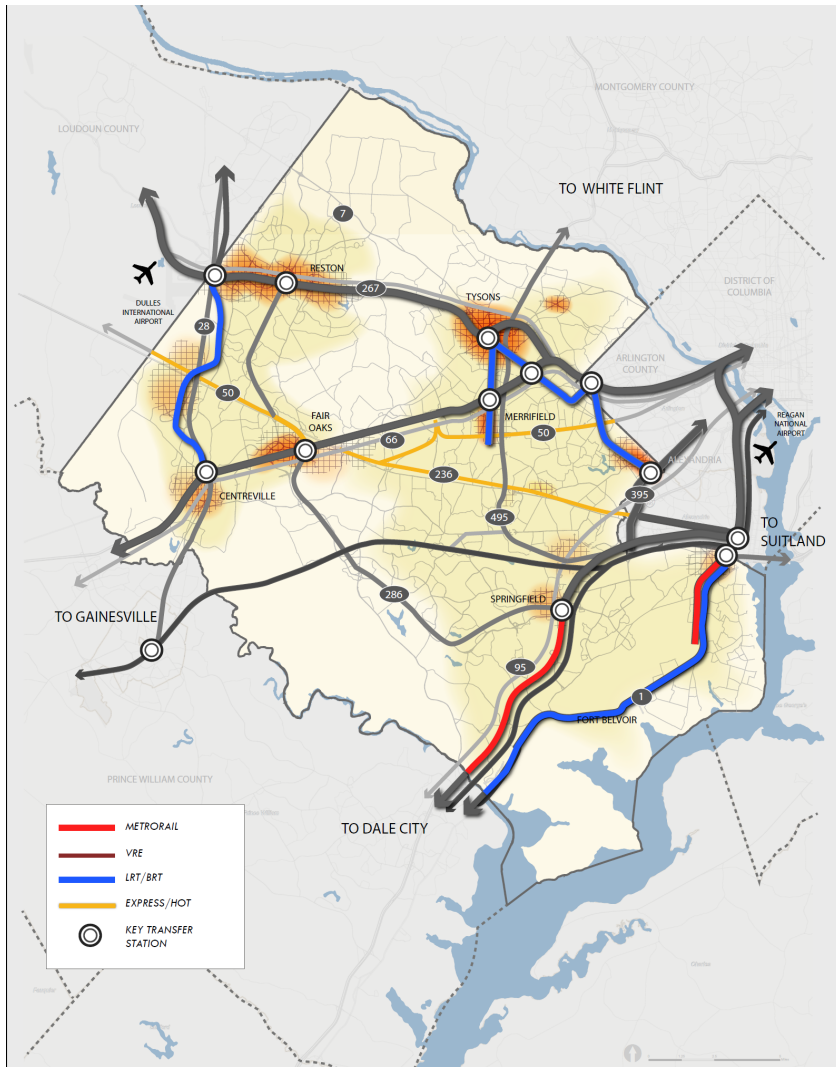 MONTGOMERY COUNTY
LOUDOUN COUNTY
TO WHITE FLINT
7
RESTON
267
TYSONS
DISTRICT OF
COLUMBIA
DULLES
INTERNATIONAL
AIRPORT
28
ARLINGTON
COUNTY
50
FAIR
OAKS
MERRIFIELD
REAGAN
NATIONAL
AIRPORT
66
50
236
ALEXANDRIA
395
CENTREVILLE
495
TO
SUITLAND
286
SPRINGFIELD
TO GAINESVILLE
95
1
FORT BELVOIR
PRINCE WILLIAM COUNTY
TO DALE CITY
METRORAIL
VRE
LRT/BRT
EXPRESS/HOT
KEY TRANSFER
STATION